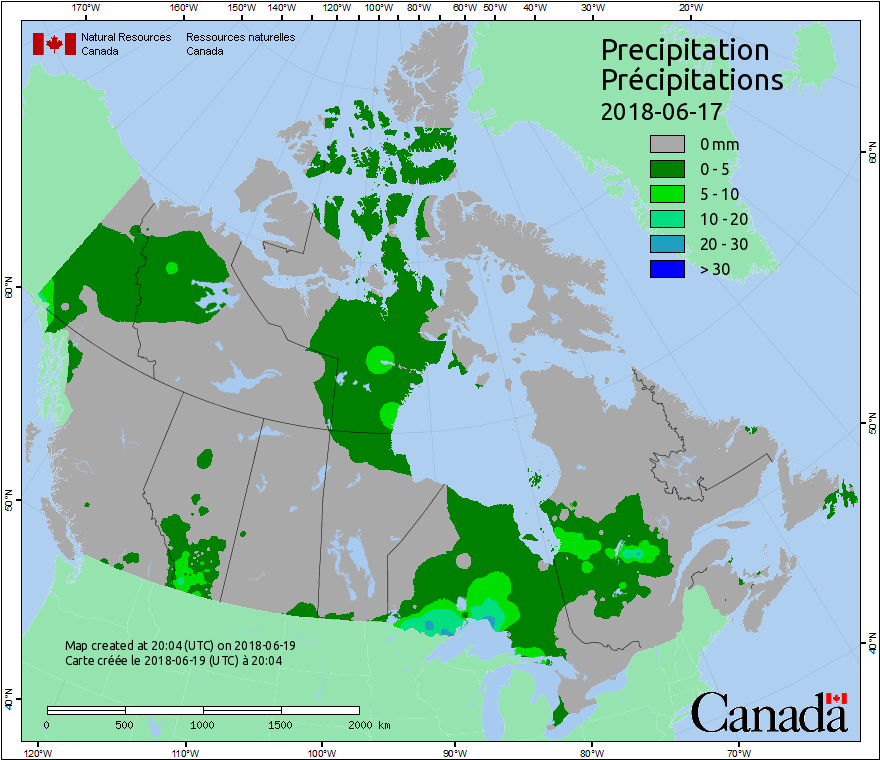 170°W 160°W 150°W 140°W 120°W 100°W 80°W 60°W 50°W 40°W 30°W 20°W
Natural Resources Ressources naturelles
Canada Canada
Precipitation
Précipitations
2018-06-17
0 mm
0 - 5
5 - 10
10 - 20
20 - 30
> 30
60°N
60°N
50°N
50°N
40°N
40°N
Map created at 20:04 (UTC) on 2018-06-19
Carte créée le 2018-06-19 (UTC) à 20:04
0 500 1000 1500 2000 km
Canada
120°W 110°W 100°W 90°W 80°W 70°W